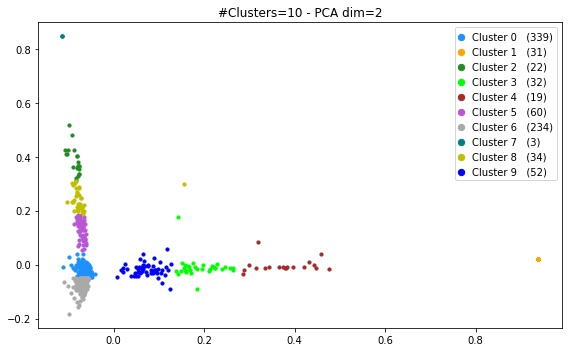 #Clusters=10 - PCA dim=2
Cluster 0 (339)
Cluster 1 (31)
Cluster 2 (22)
Cluster 3 (32)
Cluster 4 (19)
Cluster 5 (60)
Cluster 6 (234)
Cluster 7 (3)
Cluster 8 (34)
Cluster 9 (52)
0.8
0.6
0.4
0.2
0.0
−0.2
0.0 0.2 0.4 0.6 0.8